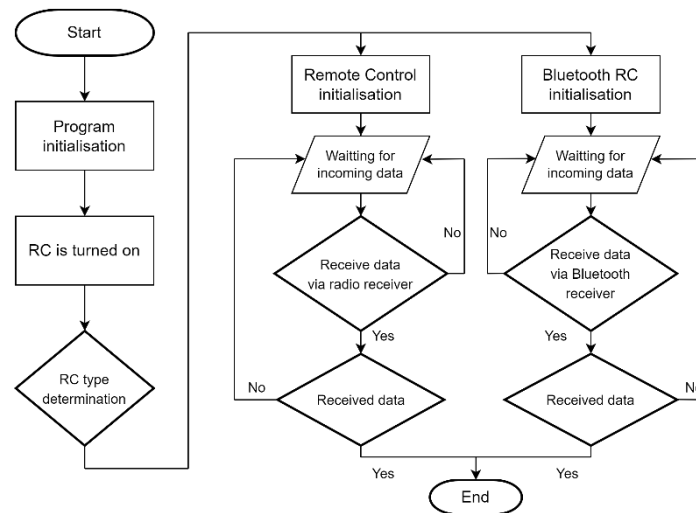 Start
Program
initialisation
RC is turned on
RC type
determination
Remote Control
initialisation
Waitting for
incoming data
No
Receive data
via radio receiver
Yes
No
Received data
Yes
Bluetooth RC
initialisation
Waitting for
incoming data
No
Receive data
via Bluetooth
receiver
Yes
Received data
No
Yes
End